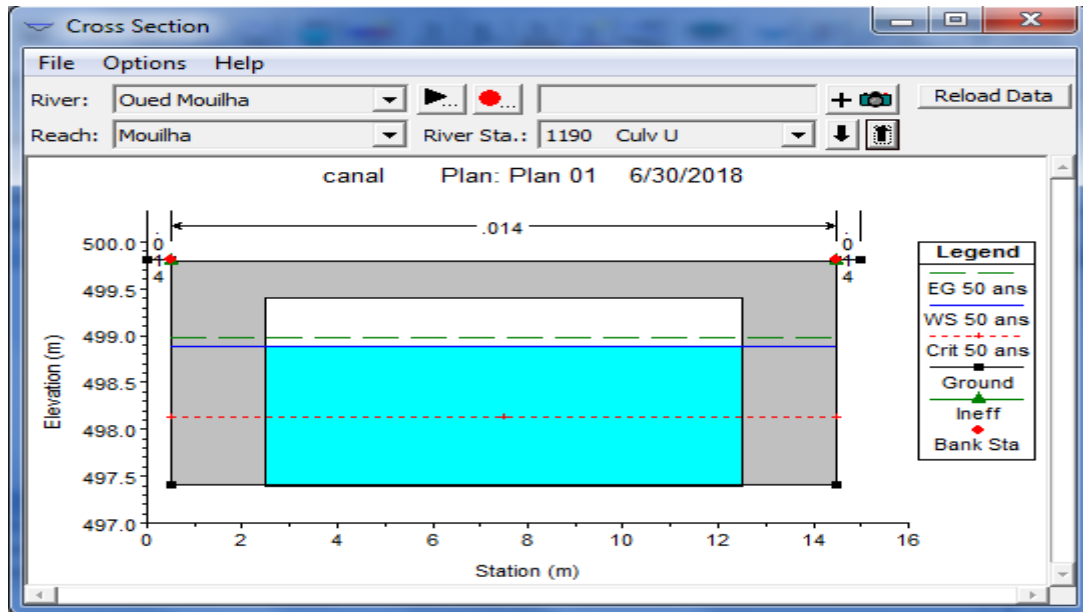 Cross Section
File Options Help
River: Oued Mouilha ... ... Reload Data
Reach: Mouilha River Sta.: 1190 Culv U
canal Plan: Plan 01 6/30/2018
.014
.014
.014
500.0
499.5
499.0
498.5
498.0
497.5
497.0
Elevation (m)
0 2 4 6 8 10 12 14 16
Station (m)
Legend
EG 50 ans
WS 50 ans
Crit 50 ans
Ground
Ineff
Bank Sta